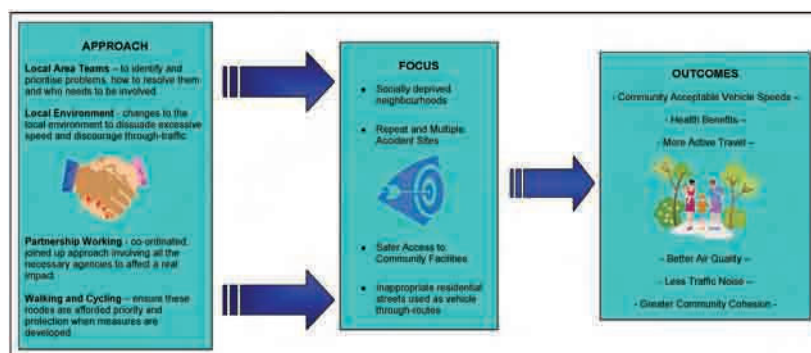 APPROACH
Local Area Teams – to identify and
prioritise problems, how to resolve them
and who needs to be involved
Local Environment - changes to the
local environment to dissuade excessive
speed and discourage through-traffic
Partnership Working - co-ordinated,
joined up approach involving all the
necessary agencies to affect a real
impact
Walking and Cycling – ensure these
modes are afforded priority and
protection when measures are
developed
FOCUS
• Socially deprived
neighbourhoods
• Repeat and Multiple
Accident Sites
• Safer Access to
Community Facilities
• Inappropriate residential
streets used as vehicle
through-routes
OUTCOMES
- Community Acceptable Vehicle Speeds –
- Health Benefits –
- More Active Travel –
– Better Air Quality –
- Less Traffic Noise –
- Greater Community Cohesion -